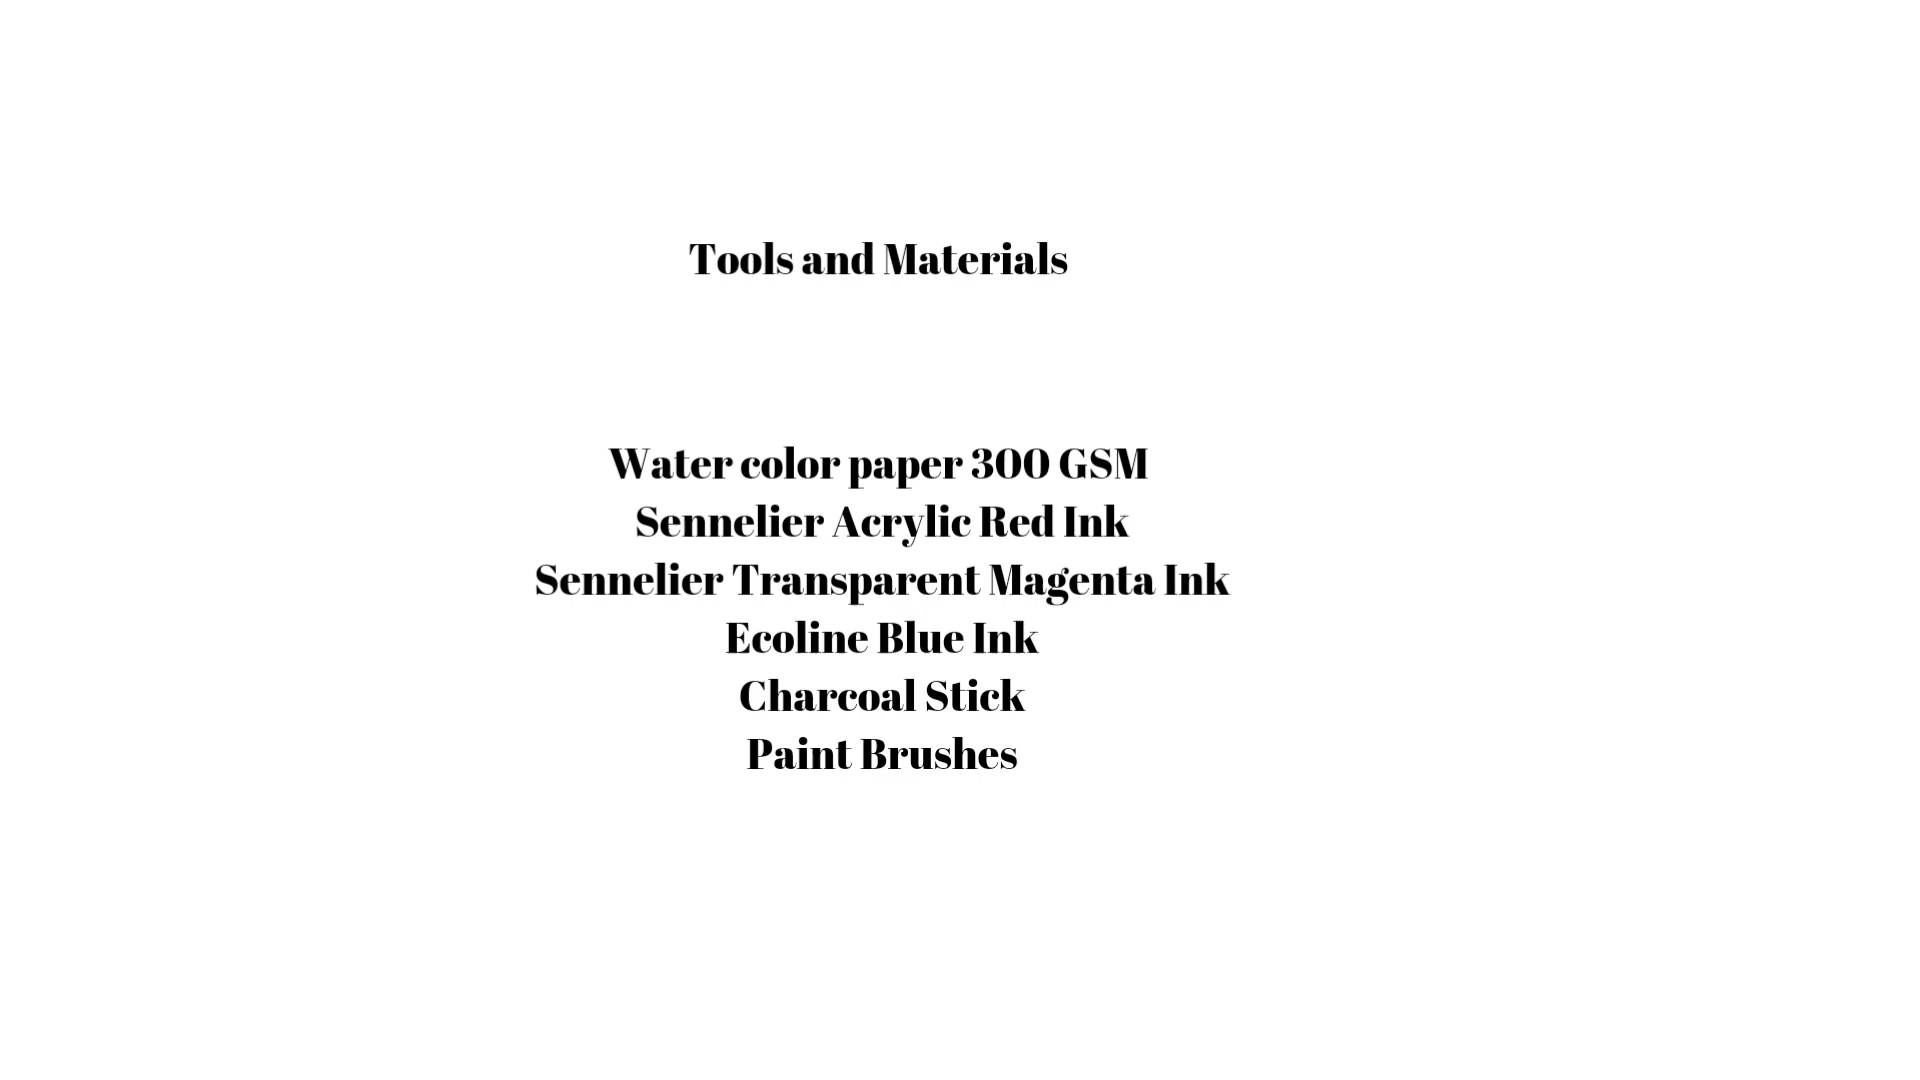 Tools and Materials
Water color paper 300 GSM
Sennelier Acrylic Red Ink
Sennelier Transparent Magenta Ink
Ecoline Blue Ink
Charcoal Stick
Paint Brushes